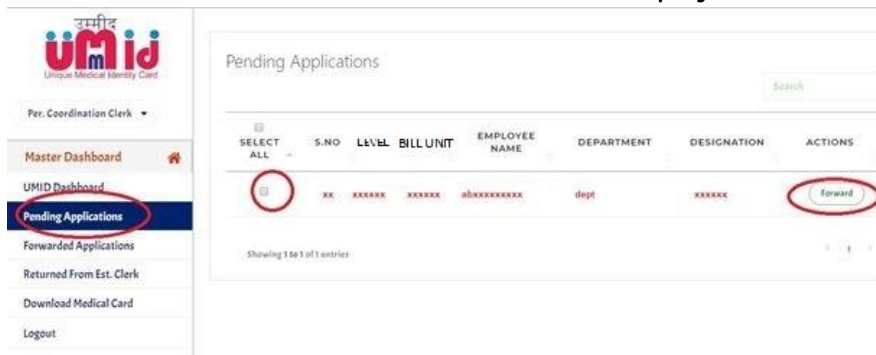 उम्मीद
UMid
Unique Medical Identity Card
Per. Coordination Clerk
Master Dashboard
UMID Dashboard
Pending Applications
Forwarded Applications
Returned From Est. Clerk
Download Medical Card
Logout
Pending Applications
Search
SELECT ALL S.NO LEVEL BILL UNIT EMPLOYEE NAME DEPARTMENT DESIGNATION ACTIONS
xx xxxxxx xxxxxx abxxxxxxxxx dept xxxxxx Forward
Showing 1 to 1 of 1 entries
1